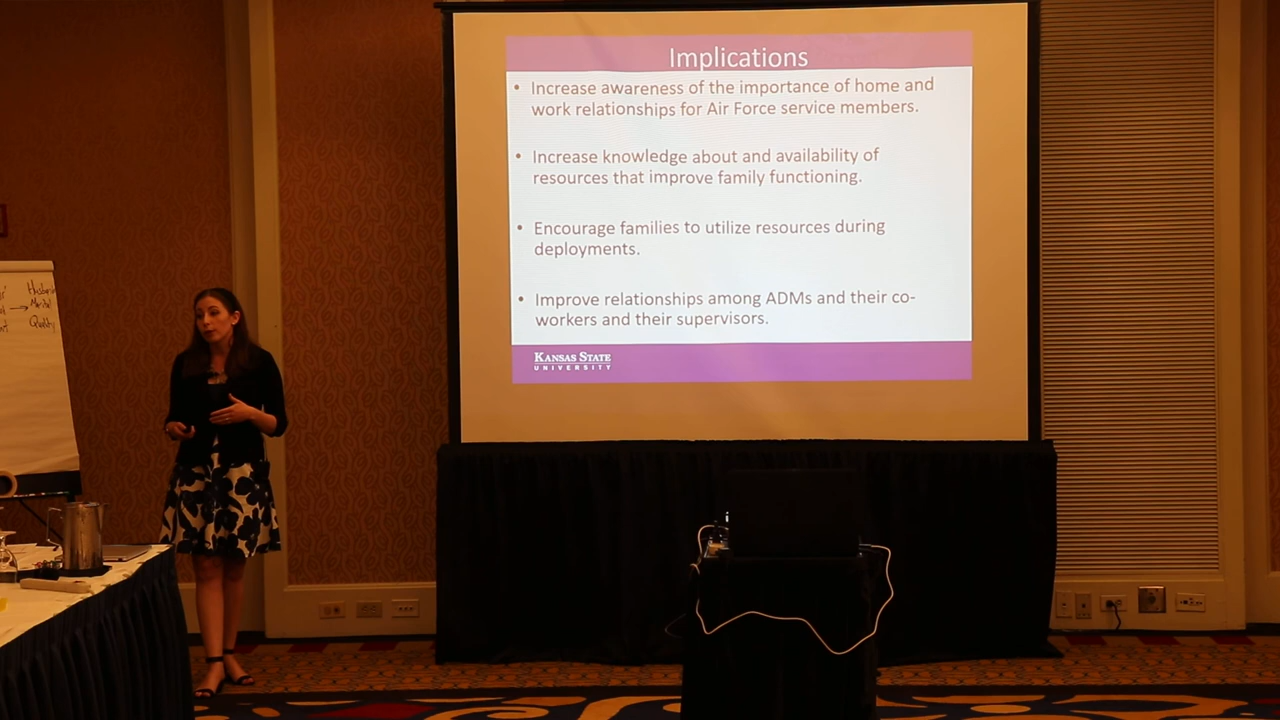 Implications
• Increase awareness of the importance of home and
work relationships for Air Force service members.
• Increase knowledge about and availability of
resources that improve family functioning.
• Encourage families to utilize resources during
deployments.
• Improve relationships among ADMs and their co-
workers and their supervisors.
KANSAS STATE
UNIVERSITY
Marital
Quality